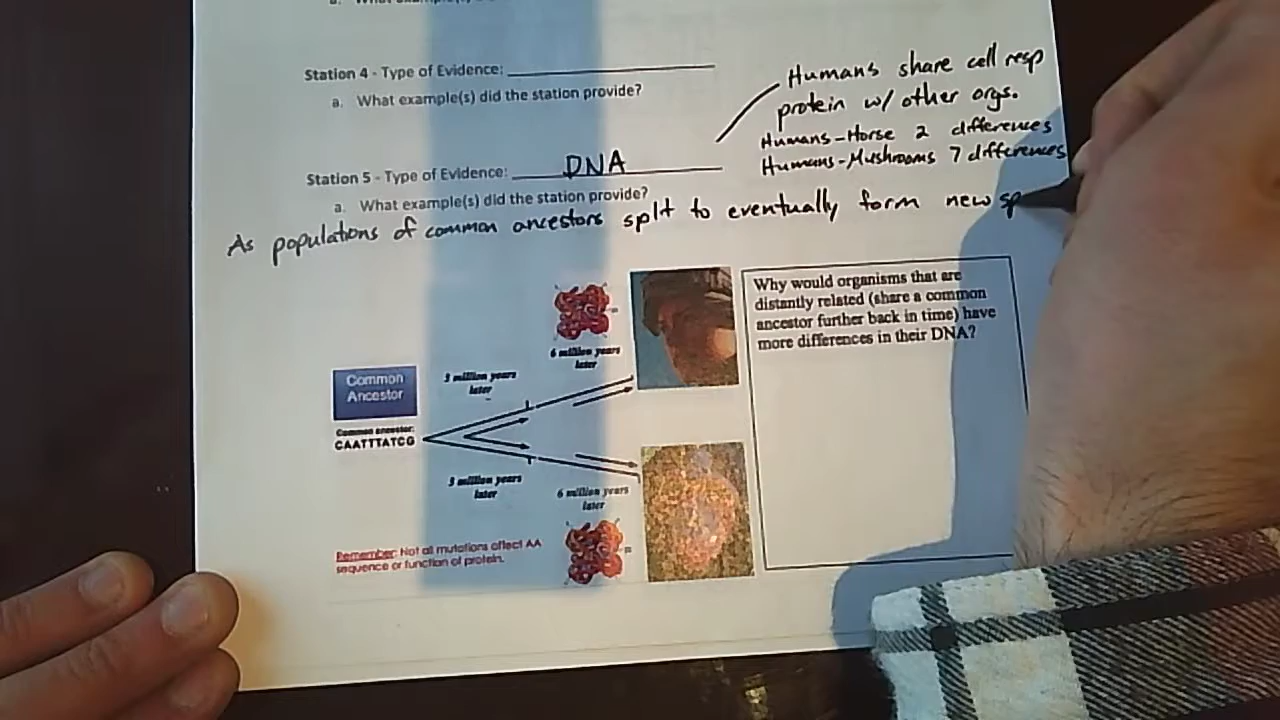 Station 4 - Type of Evidence:
a. What example(s) did the station provide?
Humans share cell resp
protein w/ other orgs.
Humans-Horse 2 differences
Humans-Mushrooms 7 differences
Station 5 - Type of Evidence: DNA
a. What example(s) did the station provide?
As populations of common ancestors split to eventually form new sp
Why would organisms that are
distantly related (share a common
ancestor further back in time) have
more differences in their DNA?
6 million years
later
Common
Ancestor
3 million years
later
Common ancestor:
CAATTTATCG
3 million years
later
6 million years
later
Remember: Not all mutations affect AA
sequence or function of protein.